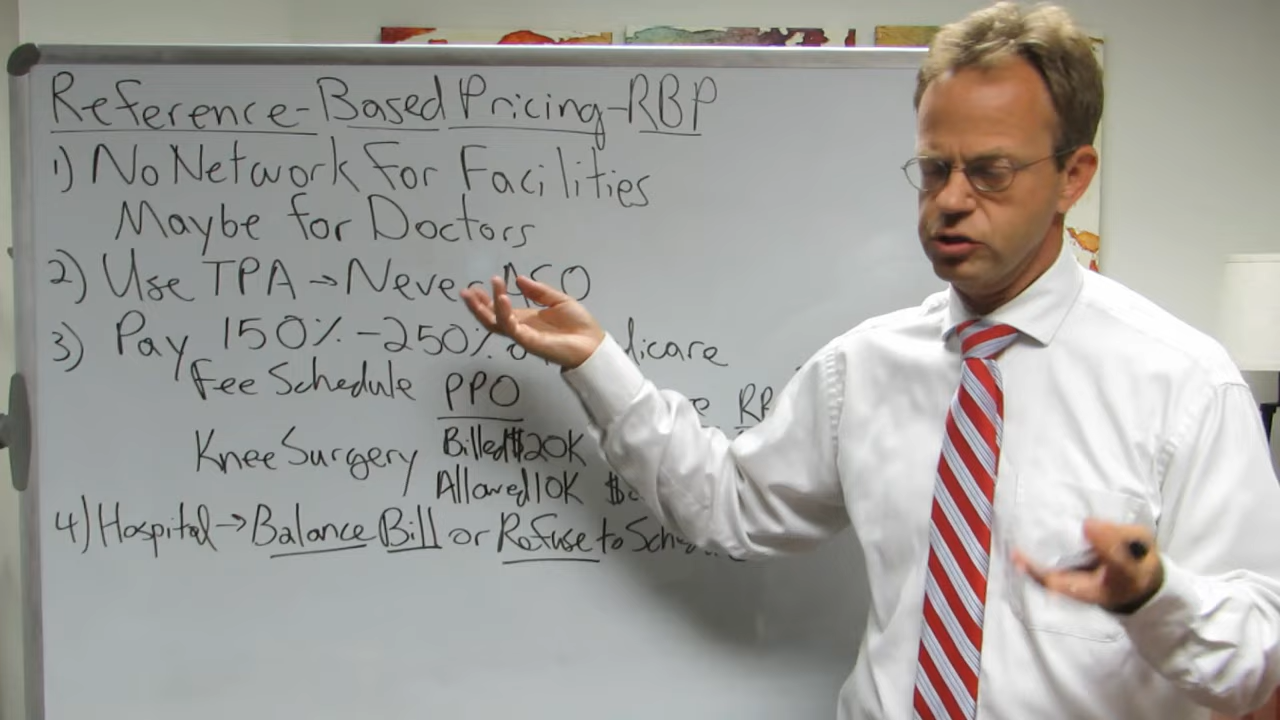 Reference-Based Pricing-RBP
1) No Network for Facilities
Maybe for Doctors
2) Use TPA → Never ASO
3) Pay 150% - 250%
Fee Schedule PPO
Knee Surgery Billed $20K
Allowed 10K $
4) Hospital → Balance Bill or Refuse to